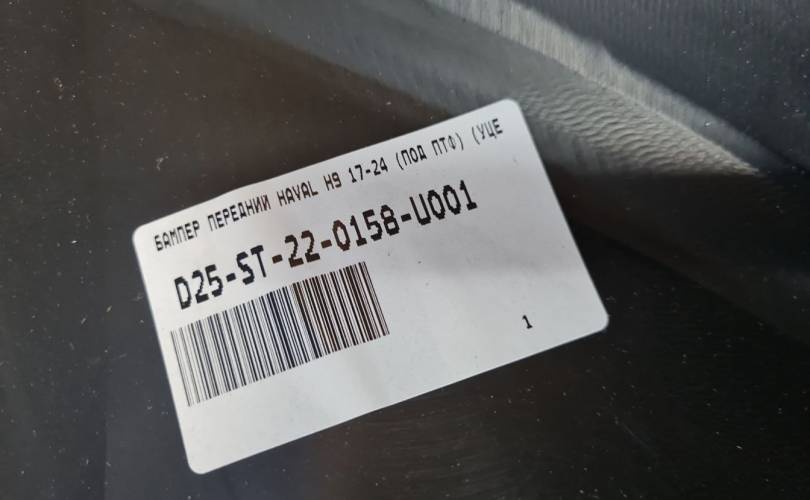 БАМПЕР ПЕРЕДНИЙ HAVAL H9 17-24 (ПОД ПТФ) (УЦЕ
D25-ST-22-0158-U001
1